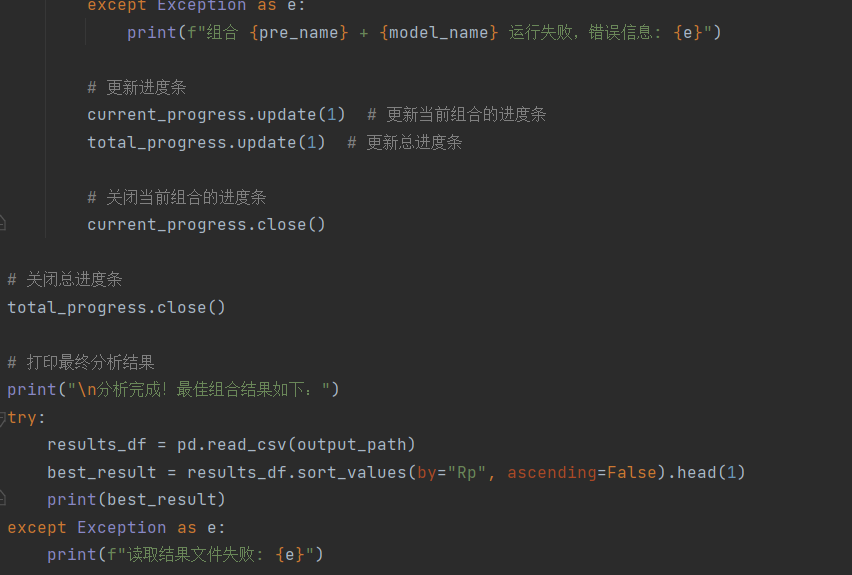 except Exception as e:
print(f"组合 {pre_name} + {model_name} 运行失败，错误信息: {e}")
# 更新进度条
current_progress.update(1)  # 更新当前组合的进度条
total_progress.update(1)  # 更新总进度条
# 关闭当前组合的进度条
current_progress.close()
# 关闭总进度条
total_progress.close()
# 打印最终分析结果
print("\n分析完成！最佳组合结果如下：")
try:
results_df = pd.read_csv(output_path)
best_result = results_df.sort_values(by="Rp", ascending=False).head(1)
print(best_result)
except Exception as e:
print(f"读取结果文件失败: {e}")